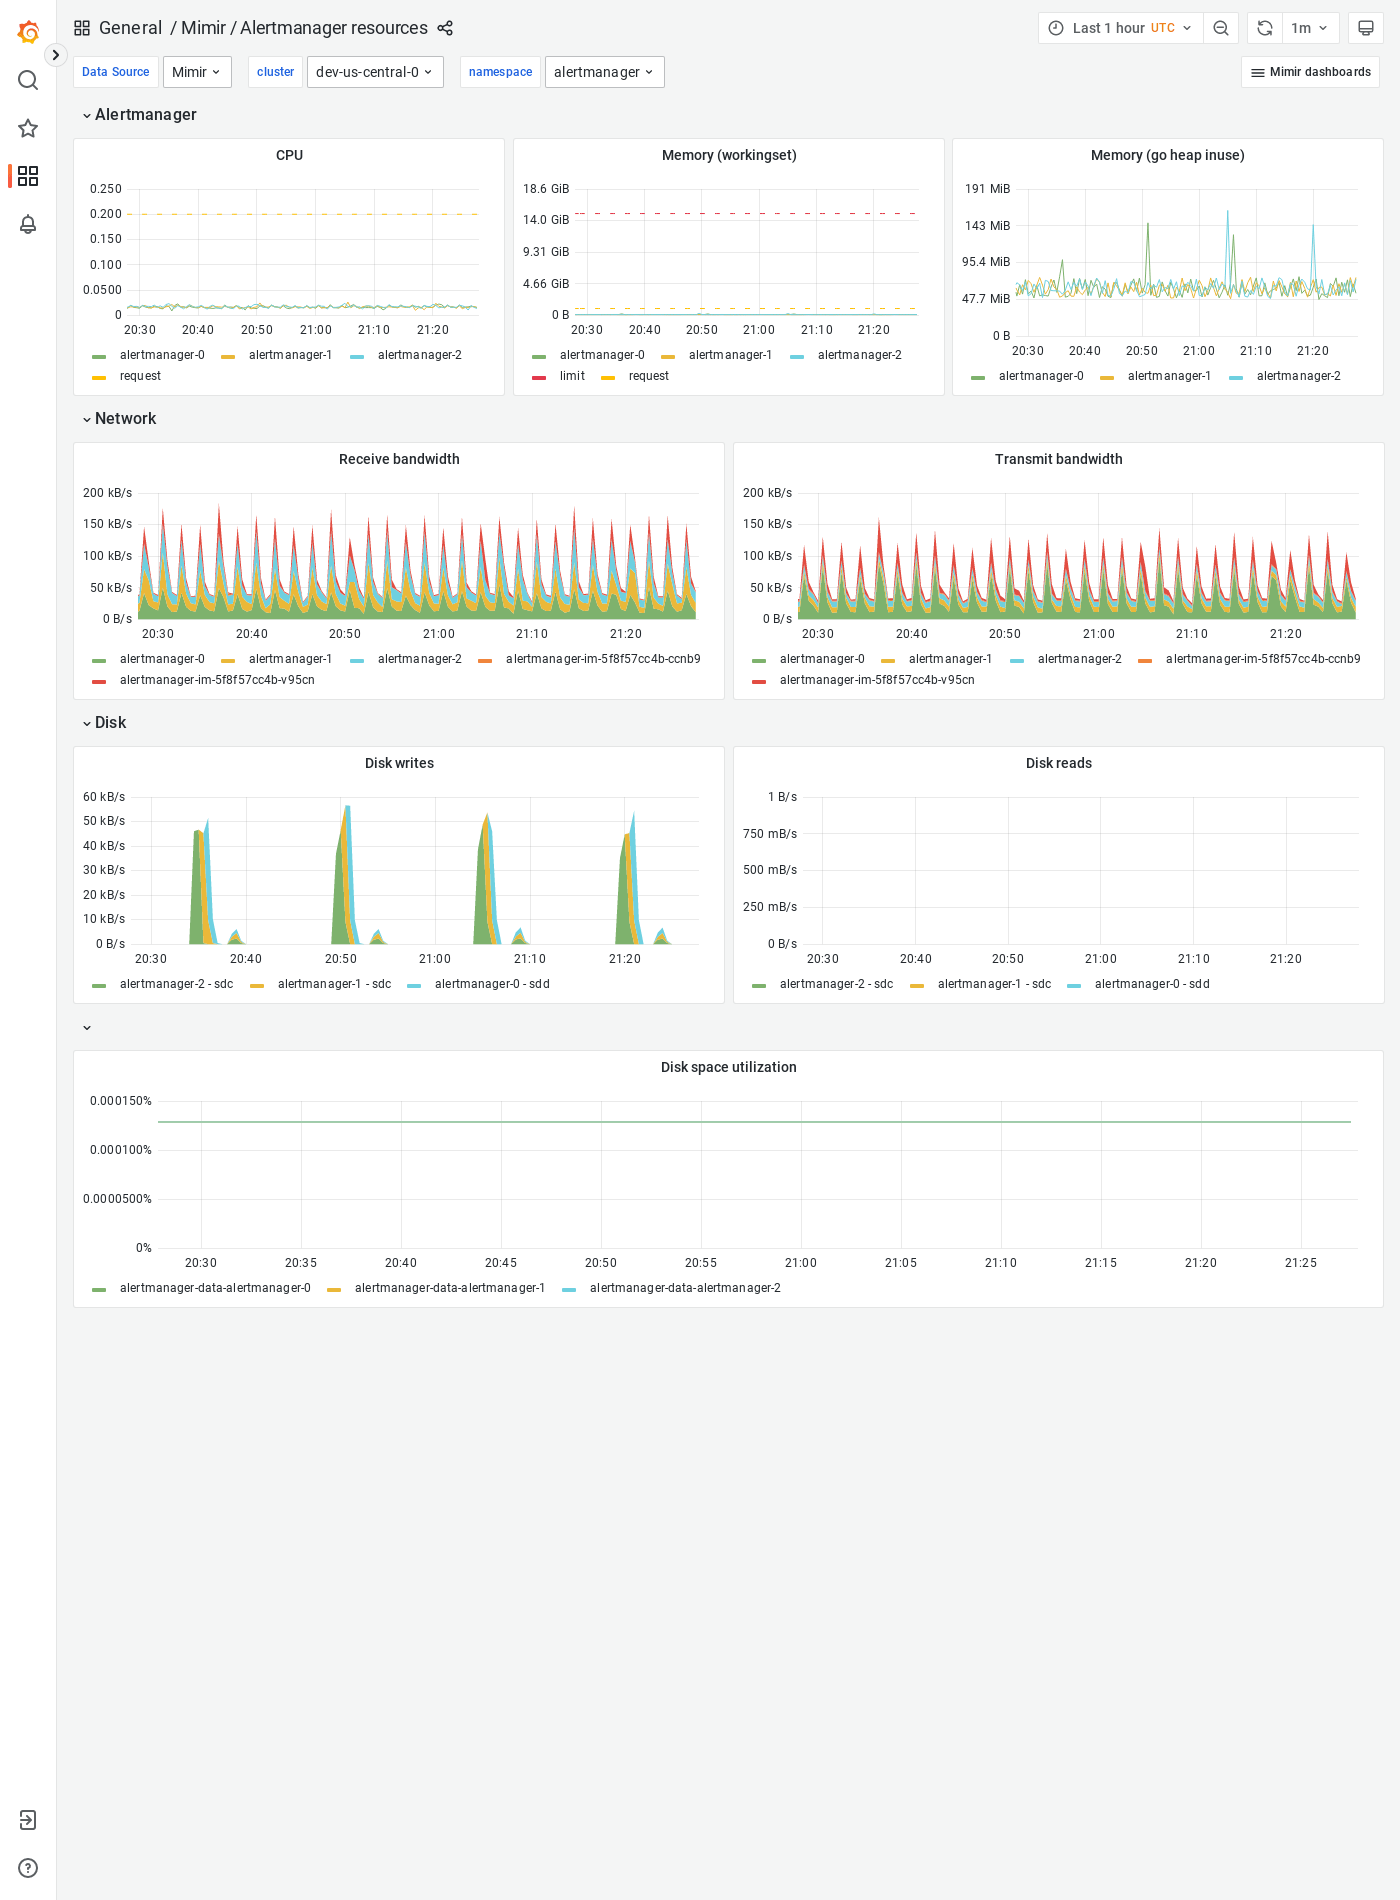 General / Mimir / Alertmanager resources
Last 1 hour UTC
1m
Data Source Mimir cluster dev-us-central-0 namespace alertmanager
Mimir dashboards
Alertmanager
CPU
0.250
0.200
0.150
0.100
0.0500
0
20:30 20:40 20:50 21:00 21:10 21:20
alertmanager-0 alertmanager-1 alertmanager-2
request
Memory (workingset)
18.6 GiB
14.0 GiB
9.31 GiB
4.66 GiB
0 B
20:30 20:40 20:50 21:00 21:10 21:20
alertmanager-0 alertmanager-1 alertmanager-2
limit request
Memory (go heap inuse)
191 MiB
143 MiB
95.4 MiB
47.7 MiB
0 B
20:30 20:40 20:50 21:00 21:10 21:20
alertmanager-0 alertmanager-1 alertmanager-2
Network
Receive bandwidth
200 kB/s
150 kB/s
100 kB/s
50 kB/s
0 B/s
20:30 20:40 20:50 21:00 21:10 21:20
alertmanager-0 alertmanager-1 alertmanager-2 alertmanager-im-5f8f57cc4b-ccnb9
alertmanager-im-5f8f57cc4b-v95cn
Transmit bandwidth
200 kB/s
150 kB/s
100 kB/s
50 kB/s
0 B/s
20:30 20:40 20:50 21:00 21:10 21:20
alertmanager-0 alertmanager-1 alertmanager-2 alertmanager-im-5f8f57cc4b-ccnb9
alertmanager-im-5f8f57cc4b-v95cn
Disk
Disk writes
60 kB/s
50 kB/s
40 kB/s
30 kB/s
20 kB/s
10 kB/s
0 B/s
20:30 20:40 20:50 21:00 21:10 21:20
alertmanager-2 - sdc alertmanager-1 - sdc alertmanager-0 - sdd
Disk reads
1 B/s
750 mB/s
500 mB/s
250 mB/s
0 B/s
20:30 20:40 20:50 21:00 21:10 21:20
alertmanager-2 - sdc alertmanager-1 - sdc alertmanager-0 - sdd
Disk space utilization
0.000150%
0.000100%
0.0000500%
0%
20:30 20:35 20:40 20:45 20:50 20:55 21:00 21:05 21:10 21:15 21:20 21:25
alertmanager-data-alertmanager-0 alertmanager-data-alertmanager-1 alertmanager-data-alertmanager-2